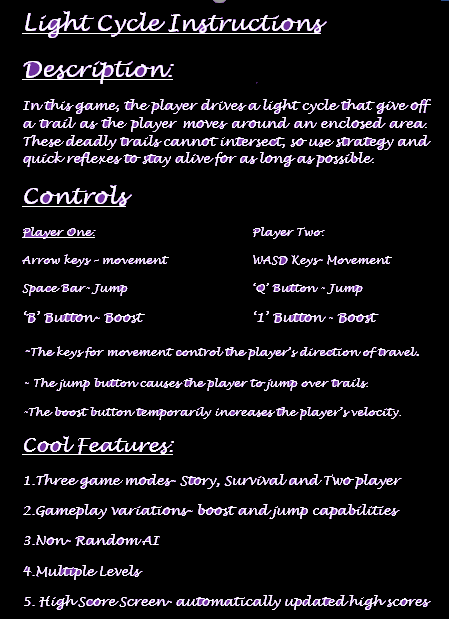 Light Cycle Instructions
Description:
In this game, the player drives a light cycle that give off
a trail as the player moves around an enclosed area.
These deadly trails cannot intersect, so use strategy and
quick reflexes to stay alive for as long as possible.
Controls
Player One: Player Two:
Arrow keys – movement WASD Keys- Movement
Space Bar- Jump ‘Q’ Button - Jump
‘B’ Button- Boost ‘1’ Button - Boost
-The keys for movement control the player’s direction of travel.
- The jump button causes the player to jump over trails.
-The boost button temporarily increases the player’s velocity.
Cool Features:
1.Three game modes- Story, Survival and Two player
2.Gameplay variations- boost and jump capabilities
3.Non- Random AI
4.Multiple Levels
5. High Score Screen- automatically updated high scores